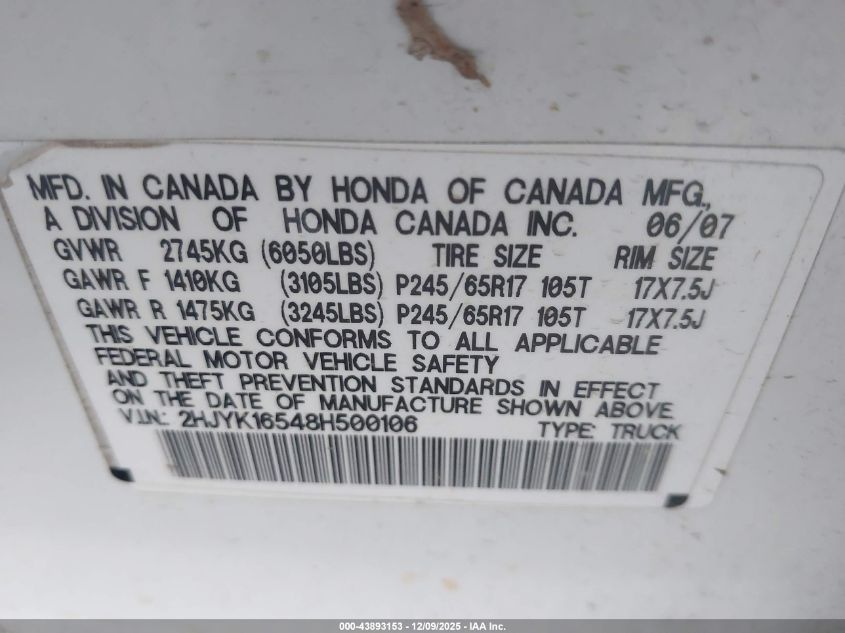 MFD. IN CANADA BY HONDA OF CANADA MFG.,
A DIVISION OF HONDA CANADA INC. 06/07
GVWR 2745KG (6050LBS) TIRE SIZE RIM SIZE
GAWR F 1410KG (3105LBS) P245/65R17 105T 17X7.5J
GAWR R 1475KG (3245LBS) P245/65R17 105T 17X7.5J
THIS VEHICLE CONFORMS TO ALL APPLICABLE
FEDERAL MOTOR VEHICLE SAFETY
AND THEFT PREVENTION STANDARDS IN EFFECT
ON THE DATE OF MANUFACTURE SHOWN ABOVE.
V.I.N.: 2HJYK16548H500106 TYPE: TRUCK
000-43893153 - 12/09/2025 - IAA Inc.